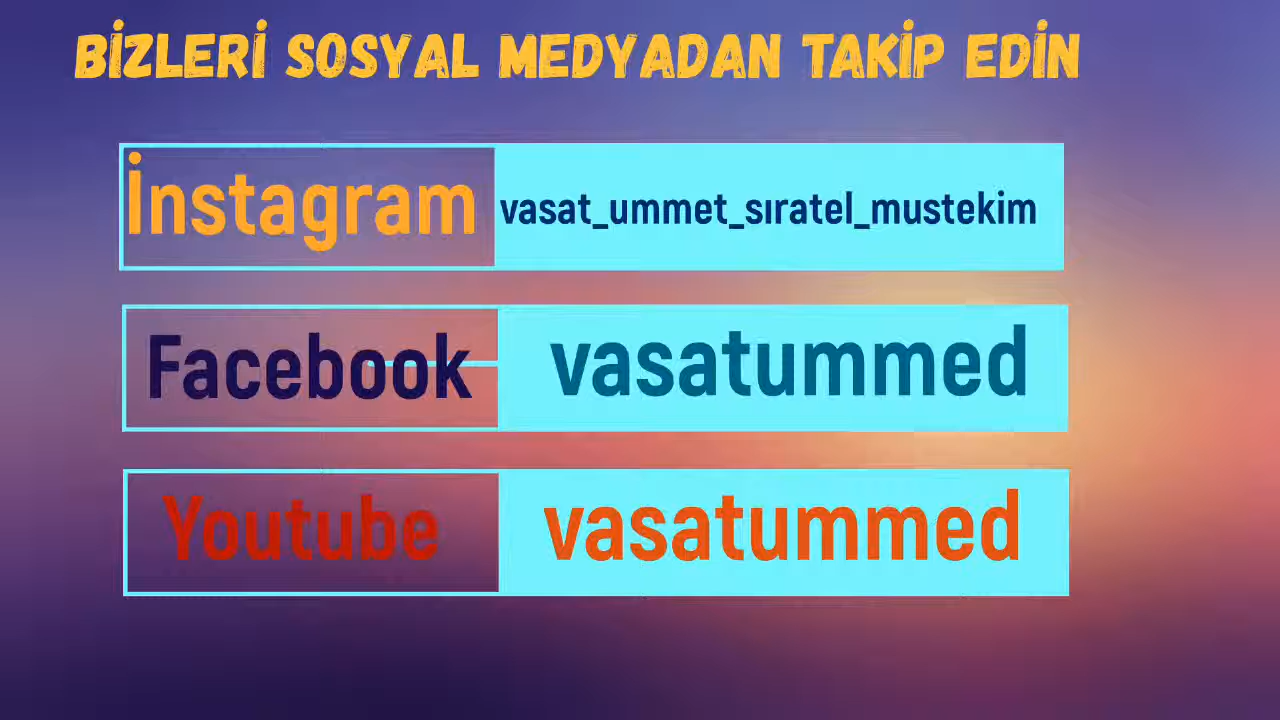 BİZLERİ SOSYAL MEDYADAN TAKİP EDİN
İnstagram vasat_ummet_sıratel_mustekim
Facebook vasatummed
Youtube vasatummed